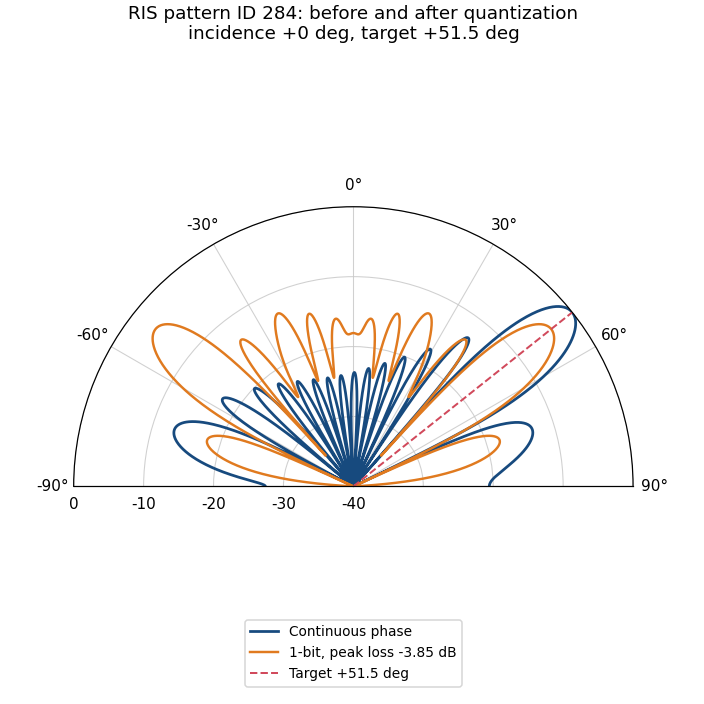 RIS pattern ID 284: before and after quantization
incidence +0 deg, target +51.5 deg
0°
-30°
30°
-60°
60°
-90°
90°
0
-10
-20
-30
-40
Continuous phase
1-bit, peak loss -3.85 dB
Target +51.5 deg